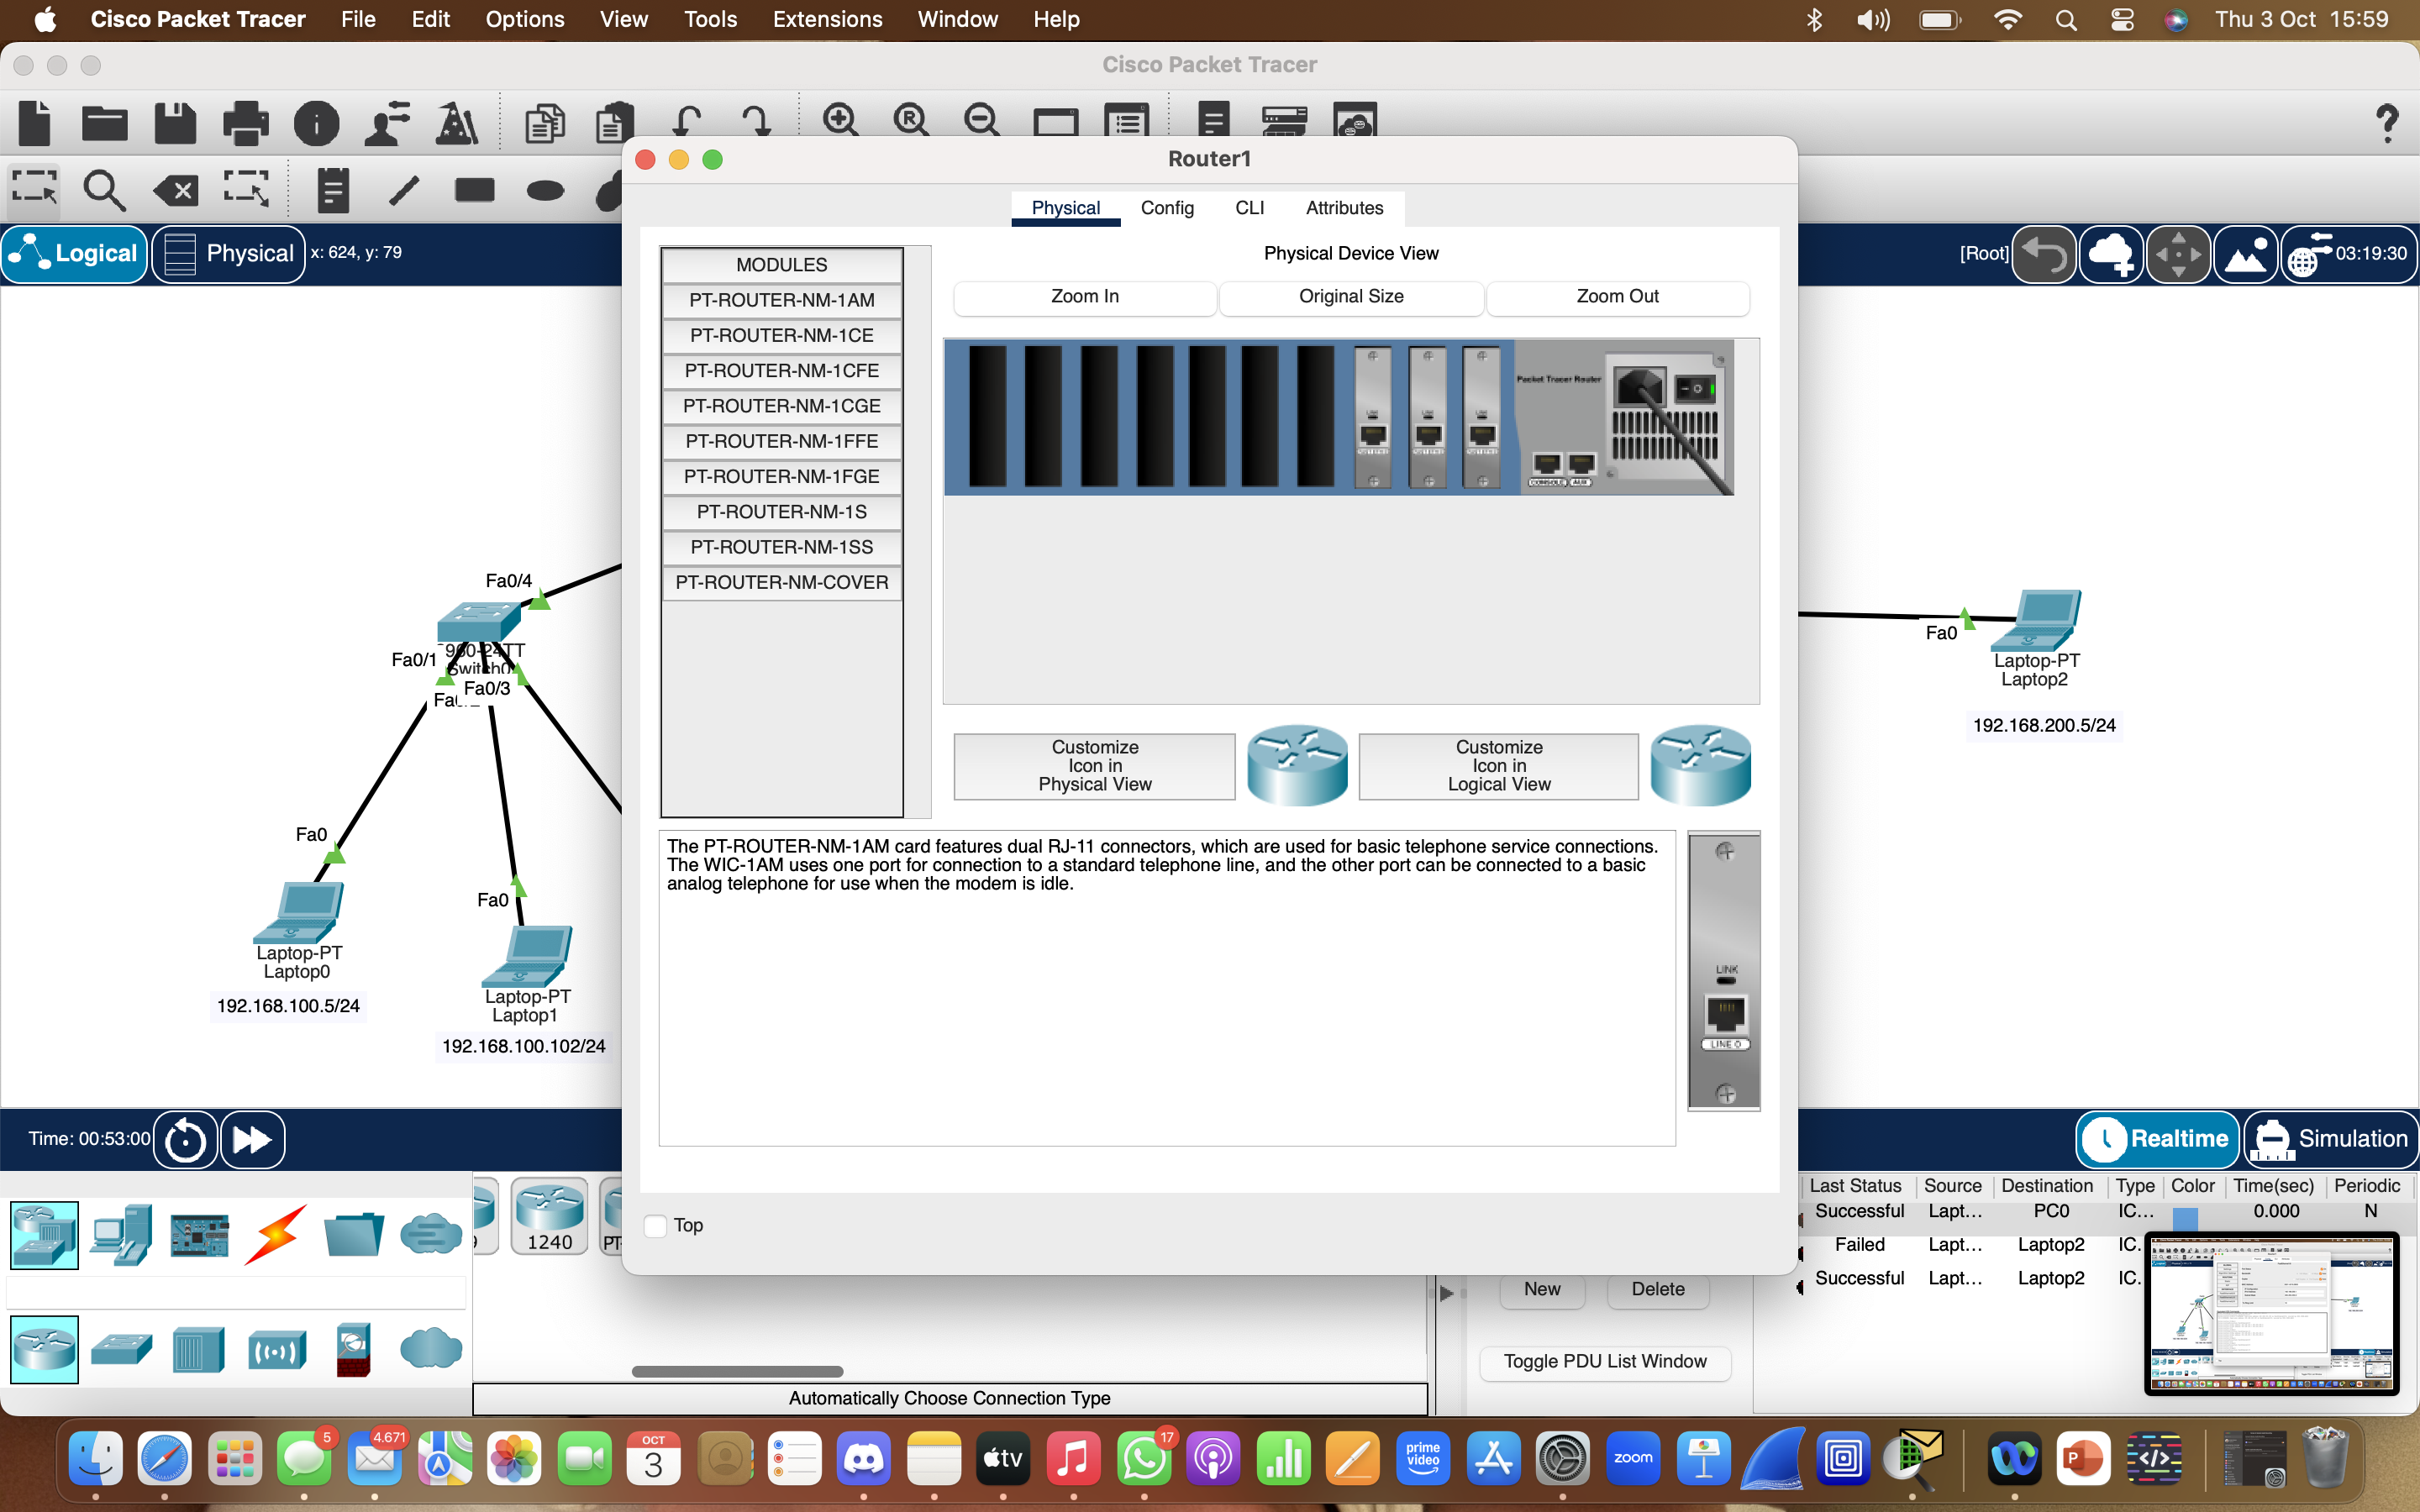 Cisco Packet Tracer File Edit Options View Tools Extensions Window Help Thu 3 Oct 15:59
Cisco Packet Tracer
Router1
Physical Config CLI Attributes
Logical Physical x: 624, y: 79
[Root] 03:19:30
MODULES
PT-ROUTER-NM-1AM
PT-ROUTER-NM-1CE
PT-ROUTER-NM-1CFE
PT-ROUTER-NM-1CGE
PT-ROUTER-NM-1FFE
PT-ROUTER-NM-1FGE
PT-ROUTER-NM-1S
PT-ROUTER-NM-1SS
PT-ROUTER-NM-COVER
Physical Device View
Zoom In Original Size Zoom Out
Packet Tracer Router
CONSOLE AUX
Customize
Icon in
Physical View
Customize
Icon in
Logical View
The PT-ROUTER-NM-1AM card features dual RJ-11 connectors, which are used for basic telephone service connections.
The WIC-1AM uses one port for connection to a standard telephone line, and the other port can be connected to a basic
analog telephone for use when the modem is idle.
LINK
LINE 0
Top
Fa0/4
Fa0/1
960-24TT
Switch0
Fa0/3
Fa0
Laptop-PT
Laptop0
192.168.100.5/24
Fa0
Laptop-PT
Laptop1
192.168.100.102/24
Fa0
Laptop-PT
Laptop2
192.168.200.5/24
Time: 00:53:00
Realtime Simulation
1240 PT
Automatically Choose Connection Type
New Delete
Toggle PDU List Window
Last Status Source Destination Type Color Time(sec) Periodic
Successful Lapt... PC0 IC... 0.000 N
Failed Lapt... Laptop2 IC.
Successful Lapt... Laptop2 IC.
5 4.671 OCT 3 tv 17 prime video zoom P </>